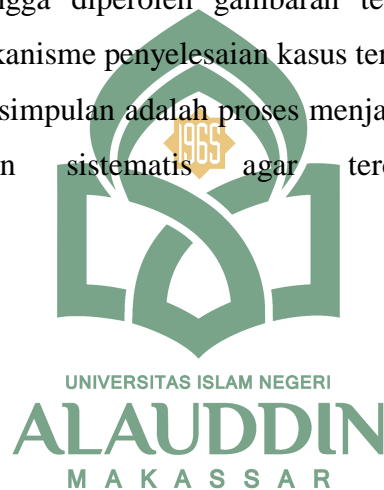 ngga diperoleh gambaran te
kanisme penyelesaian kasus ter
simpulan adalah proses menja
n sistematis agar tero
1965
UNIVERSITAS ISLAM NEGERI
ALAUDDIN
MAKASSAR